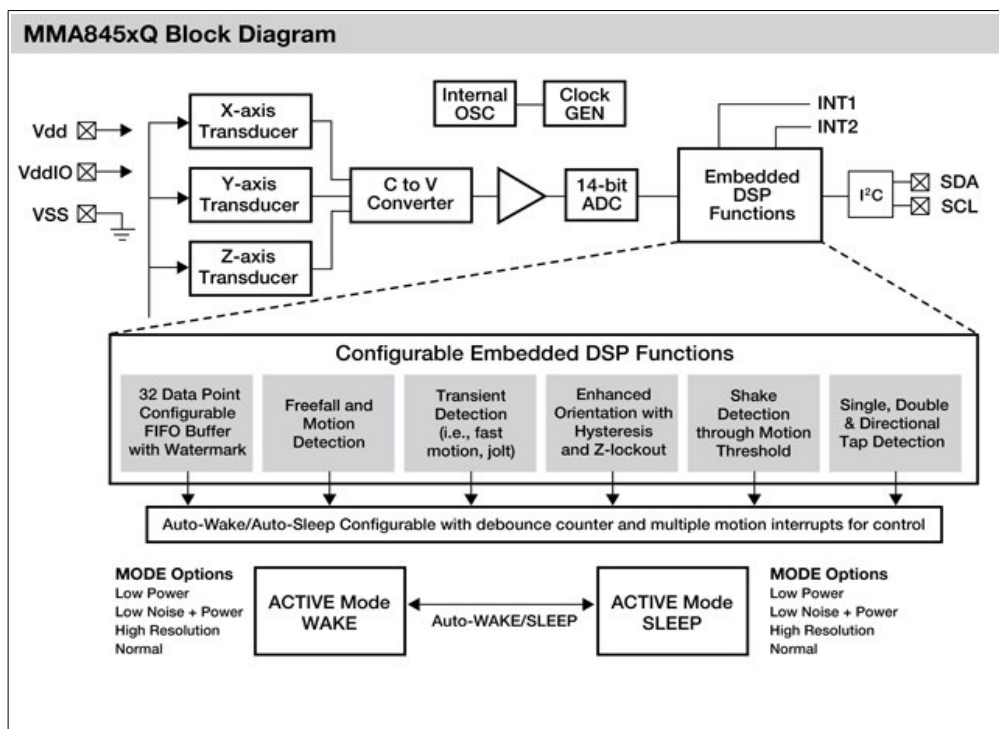 MMA845xQ Block Diagram
Vdd
VddIO
VSS
X-axis
Transducer
Y-axis
Transducer
Z-axis
Transducer
C to V
Converter
Internal
OSC
Clock
GEN
14-bit
ADC
Embedded
DSP
Functions
INT1
INT2
I²C
SDA
SCL
Configurable Embedded DSP Functions
32 Data Point
Configurable
FIFO Buffer
with Watermark
Freefall and
Motion
Detection
Transient
Detection
(i.e., fast
motion, jolt)
Enhanced
Orientation with
Hysteresis
and Z-lockout
Shake
Detection
through Motion
Threshold
Single, Double
& Directional
Tap Detection
Auto-Wake/Auto-Sleep Configurable with debounce counter and multiple motion interrupts for control
MODE Options
Low Power
Low Noise + Power
High Resolution
Normal
ACTIVE Mode
WAKE
Auto-WAKE/SLEEP
ACTIVE Mode
SLEEP
MODE Options
Low Power
Low Noise + Power
High Resolution
Normal